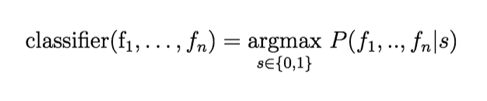 classifier(f₁, . . . , fₙ) = argmax P(f₁, .., fₙ|s)
s∈{0,1}